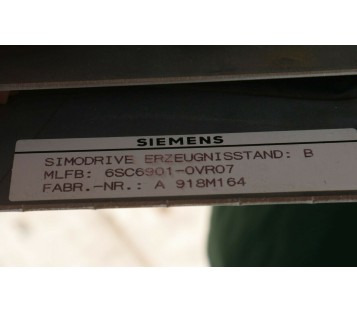 SIEMENS
SIMODRIVE ERZEUGNISSTAND: B
MLFB: 6SC6901-0VR07
FABR.-NR.: A 918M164